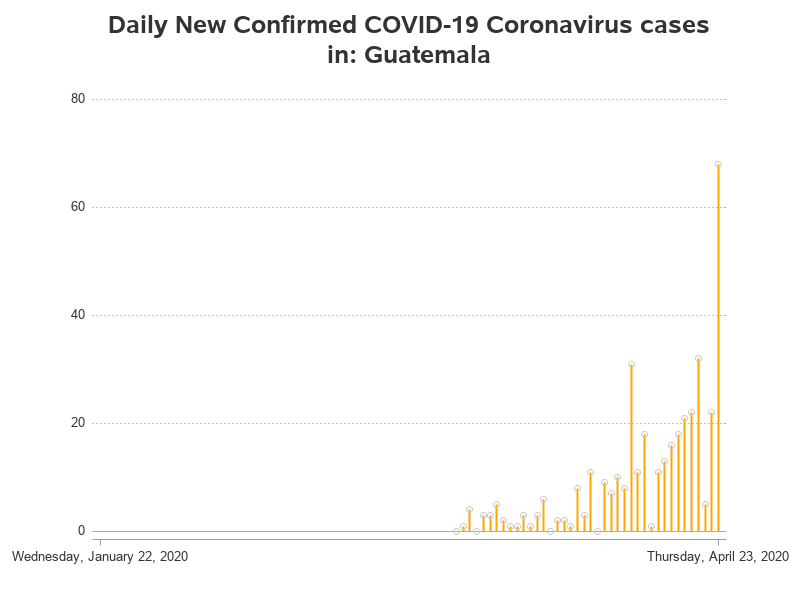 Daily New Confirmed COVID-19 Coronavirus cases
in: Guatemala
80
60
40
20
0
Wednesday, January 22, 2020
Thursday, April 23, 2020